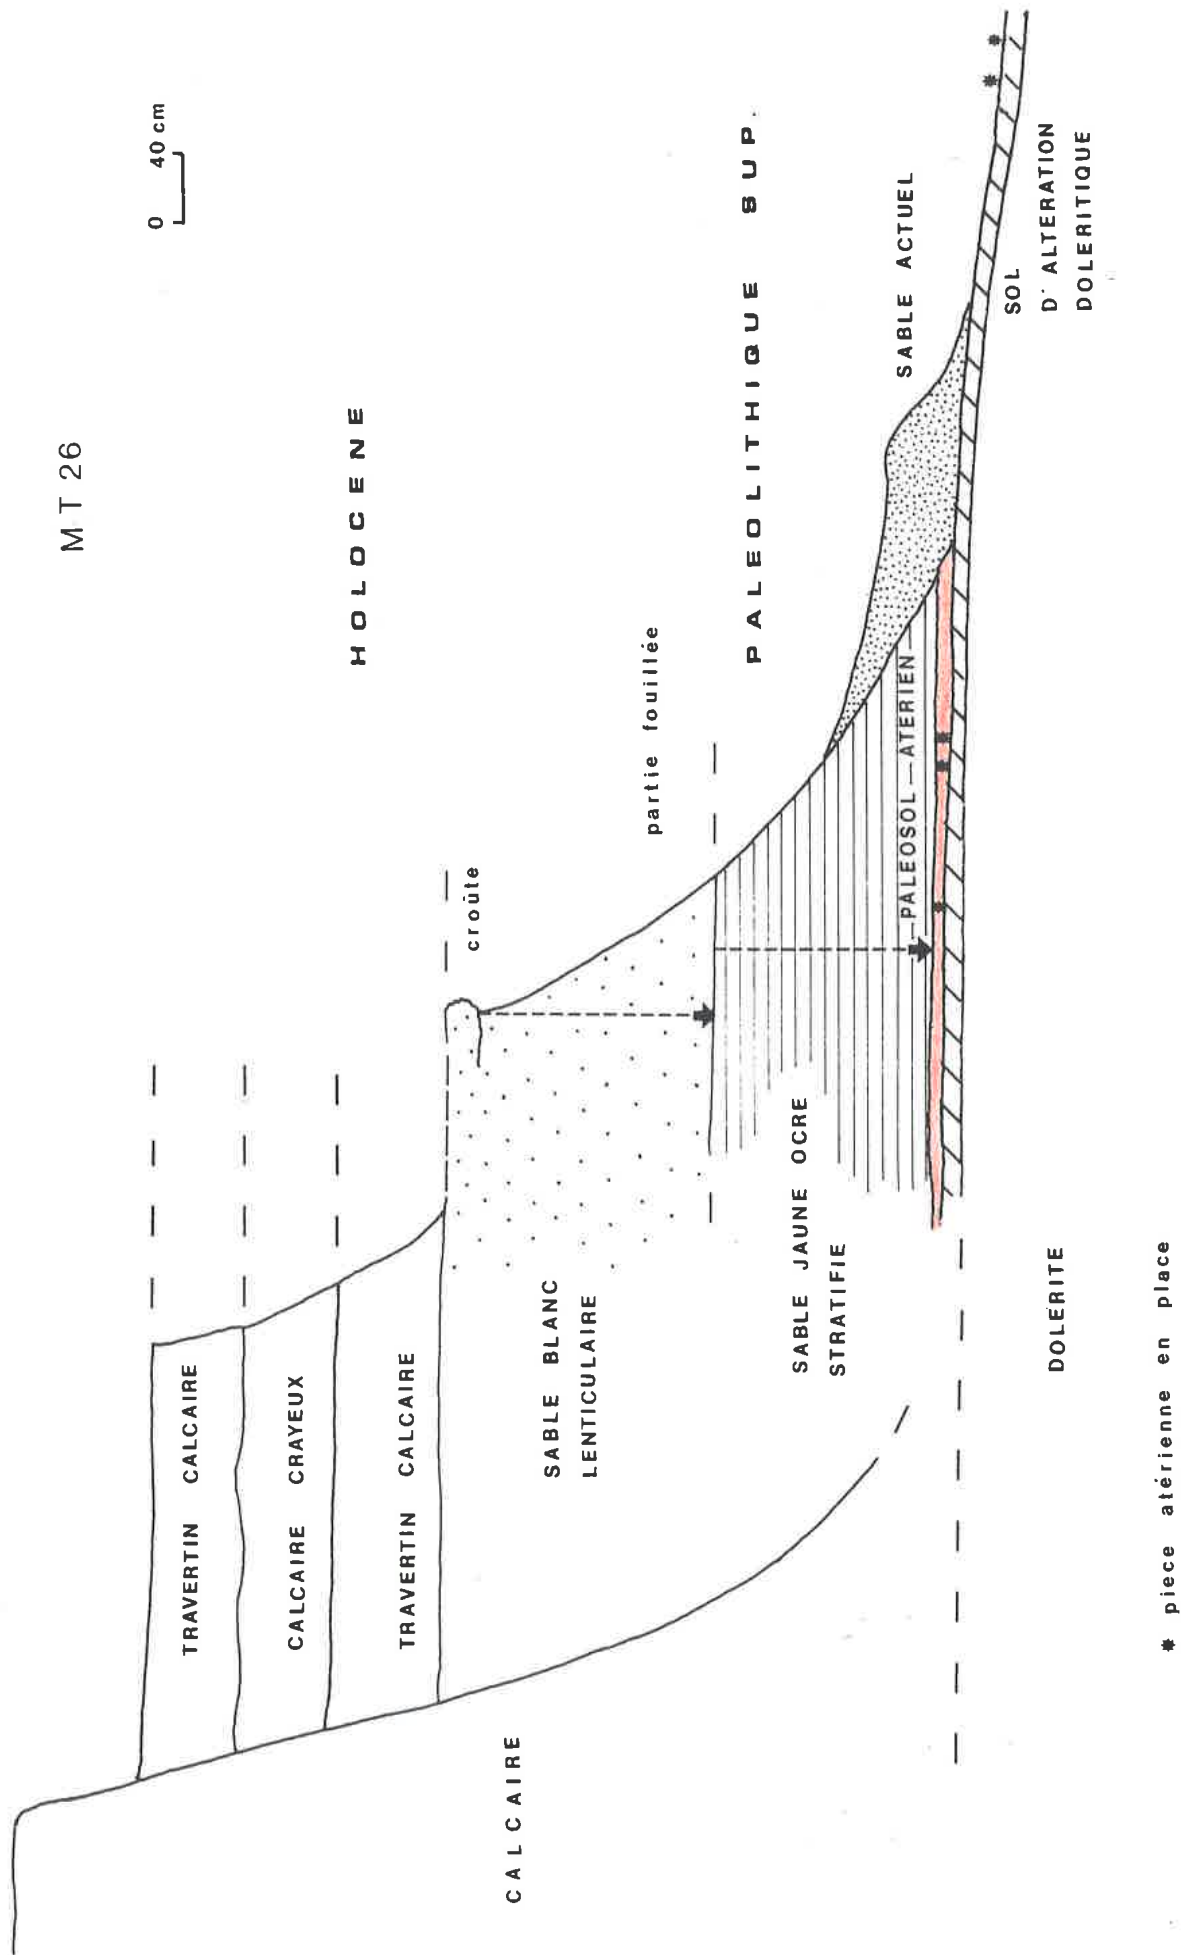 MT 26
0 40 cm
HOLOCENE
TRAVERTIN CALCAIRE
CALCAIRE CRAYEUX
TRAVERTIN CALCAIRE
croûte
CALCAIRE
SABLE BLANC
LENTICULAIRE
partie fouillée
PALEOLITHIQUE SUP.
SABLE JAUNE OCRE
STRATIFIE
PALEOSOL ATERIEN
SABLE ACTUEL
SOL
D'ALTERATION
DOLERITIQUE
DOLERITE
* piece atérienne en place